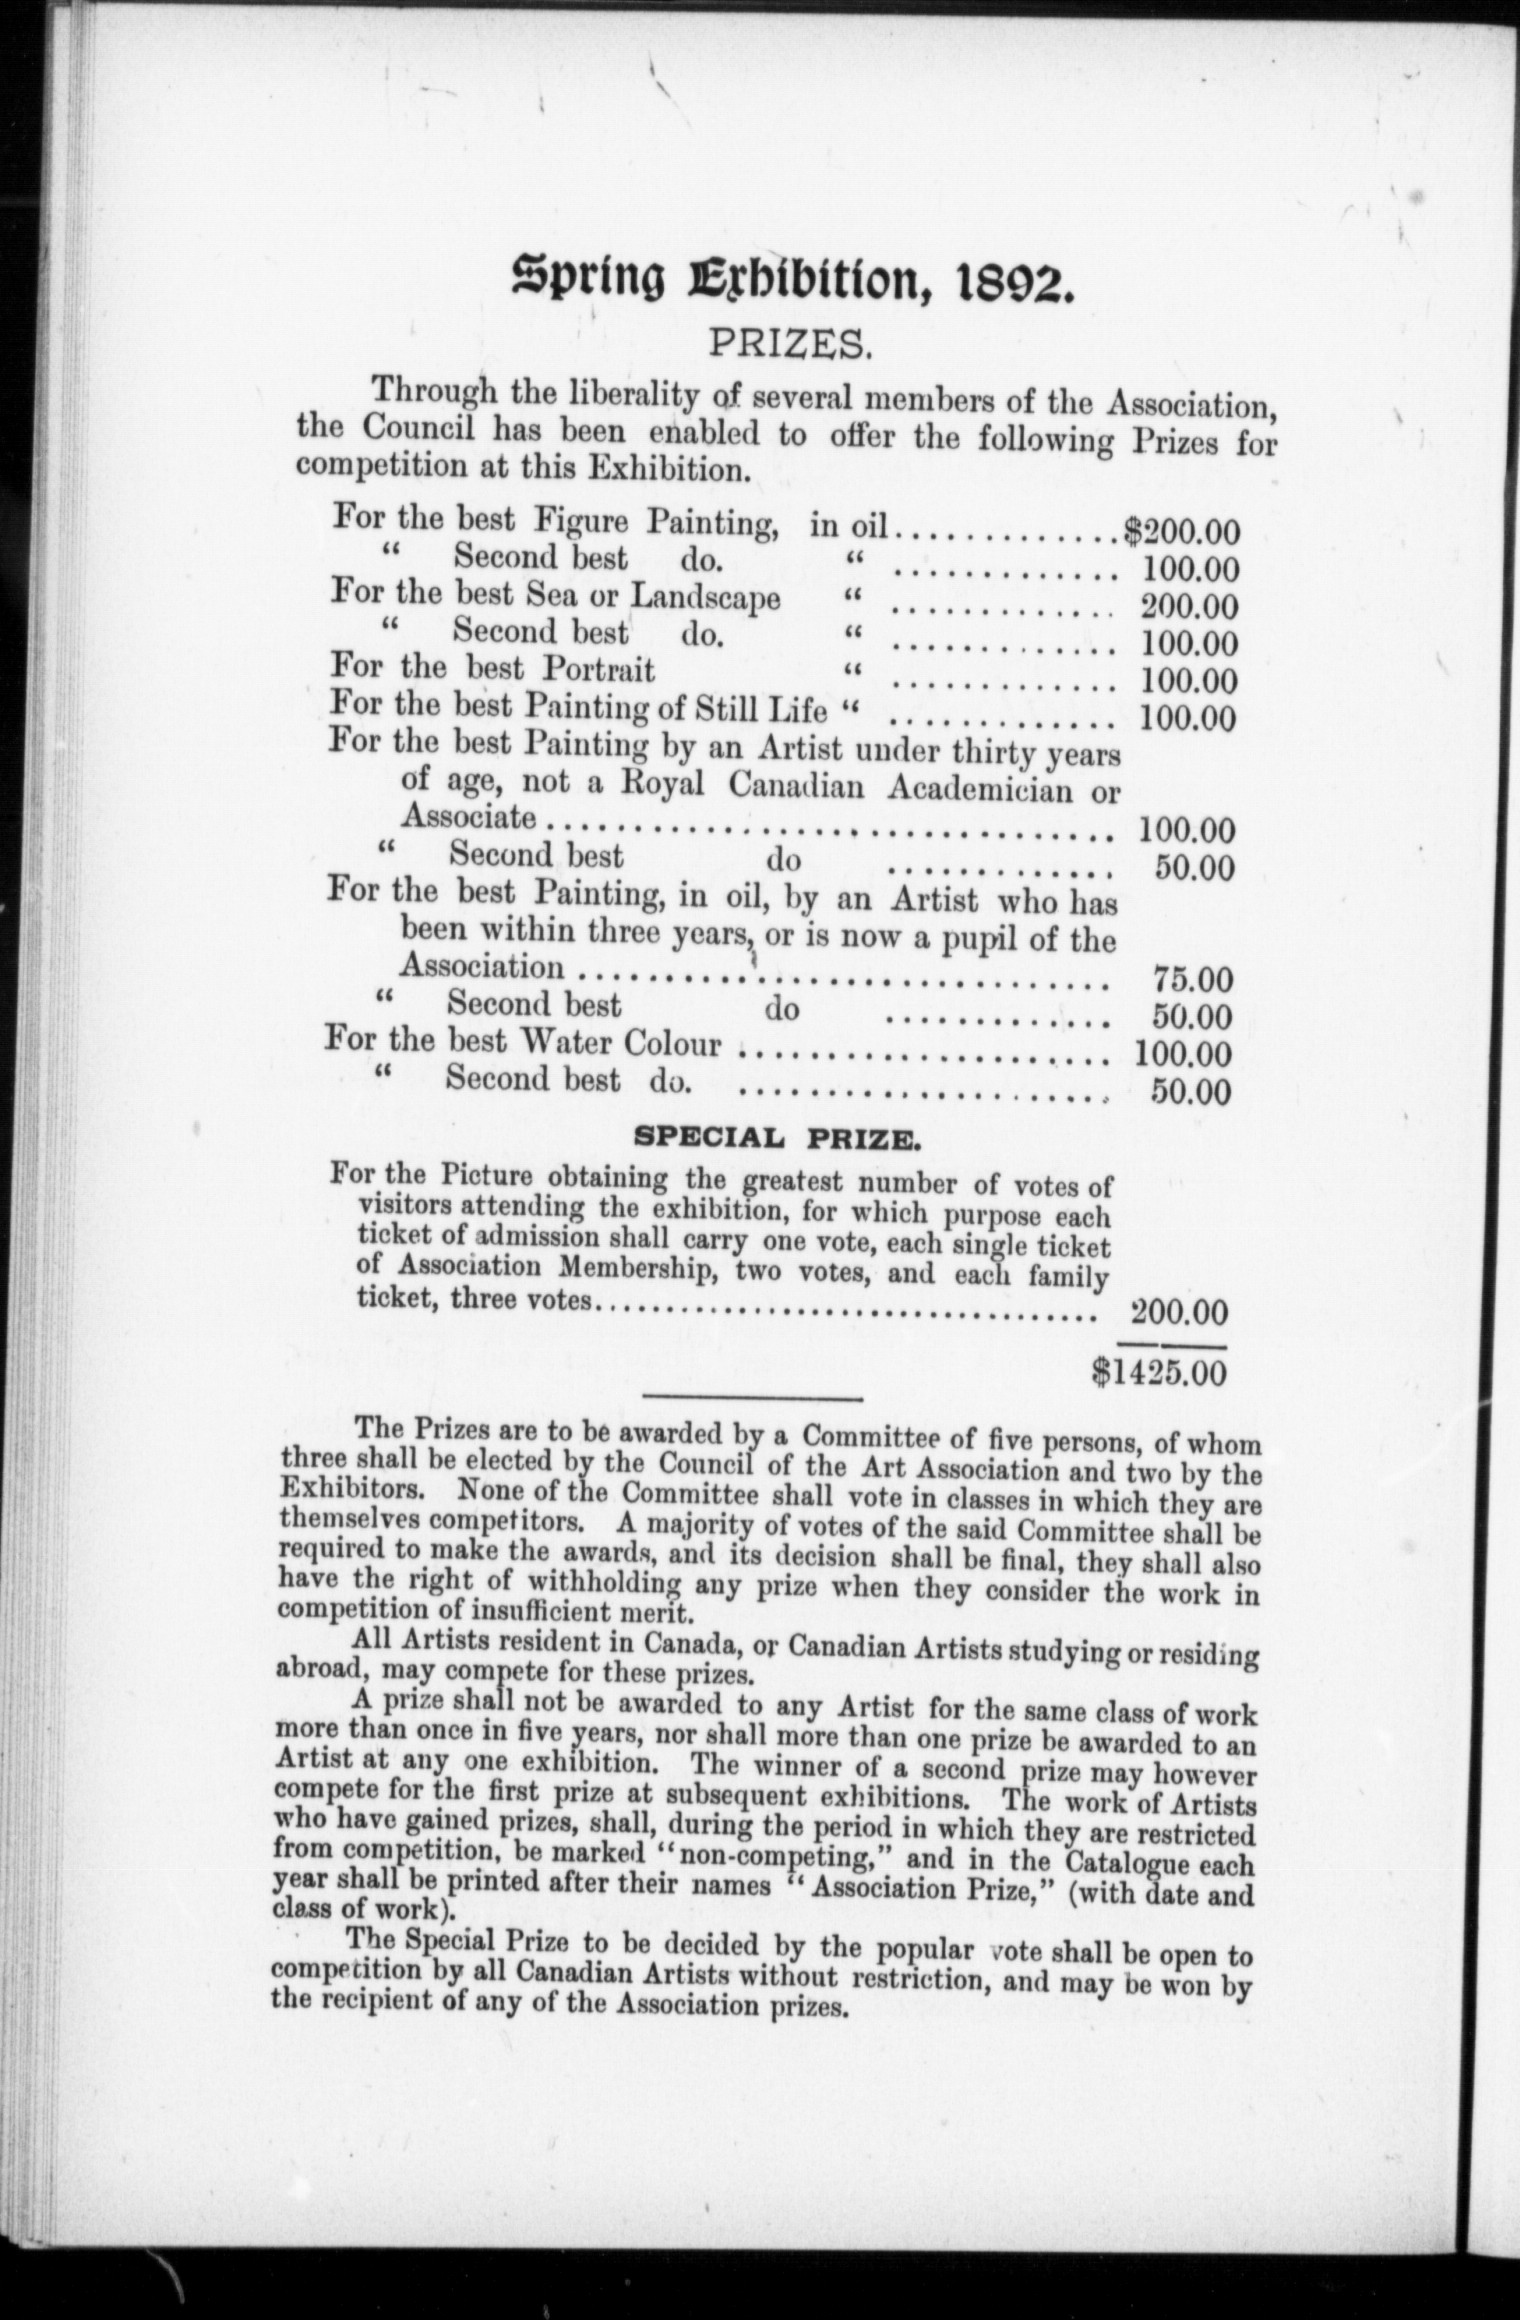 Spring Exhibition, 1892.
PRIZES.
Through the liberality of several members of the Association,
the Council has been enabled to offer the following Prizes for
competition at this Exhibition.
For the best Figure Painting, in oil..............$200.00
“ Second best do. “ ............. 100.00
For the best Sea or Landscape “ ............. 200.00
“ Second best do. “ ............. 100.00
For the best Portrait “ ............. 100.00
For the best Painting of Still Life “ ............. 100.00
For the best Painting by an Artist under thirty years
of age, not a Royal Canadian Academician or
Associate ................................ 100.00
“ Second best do ............. 50.00
For the best Painting, in oil, by an Artist who has
been within three years, or is now a pupil of the
Association .............................. 75.00
“ Second best do ............. 50.00
For the best Water Colour ..................... 100.00
“ Second best do. ..................... 50.00
SPECIAL PRIZE.
For the Picture obtaining the greatest number of votes of
visitors attending the exhibition, for which purpose each
ticket of admission shall carry one vote, each single ticket
of Association Membership, two votes, and each family
ticket, three votes.................................... 200.00
$1425.00
The Prizes are to be awarded by a Committee of five persons, of whom
three shall be elected by the Council of the Art Association and two by the
Exhibitors. None of the Committee shall vote in classes in which they are
themselves competitors. A majority of votes of the said Committee shall be
required to make the awards, and its decision shall be final, they shall also
have the right of withholding any prize when they consider the work in
competition of insufficient merit.
All Artists resident in Canada, or Canadian Artists studying or residing
abroad, may compete for these prizes.
A prize shall not be awarded to any Artist for the same class of work
more than once in five years, nor shall more than one prize be awarded to an
Artist at any one exhibition. The winner of a second prize may however
compete for the first prize at subsequent exhibitions. The work of Artists
who have gained prizes, shall, during the period in which they are restricted
from competition, be marked “non-competing,” and in the Catalogue each
year shall be printed after their names “Association Prize,” (with date and
class of work).
The Special Prize to be decided by the popular vote shall be open to
competition by all Canadian Artists without restriction, and may be won by
the recipient of any of the Association prizes.